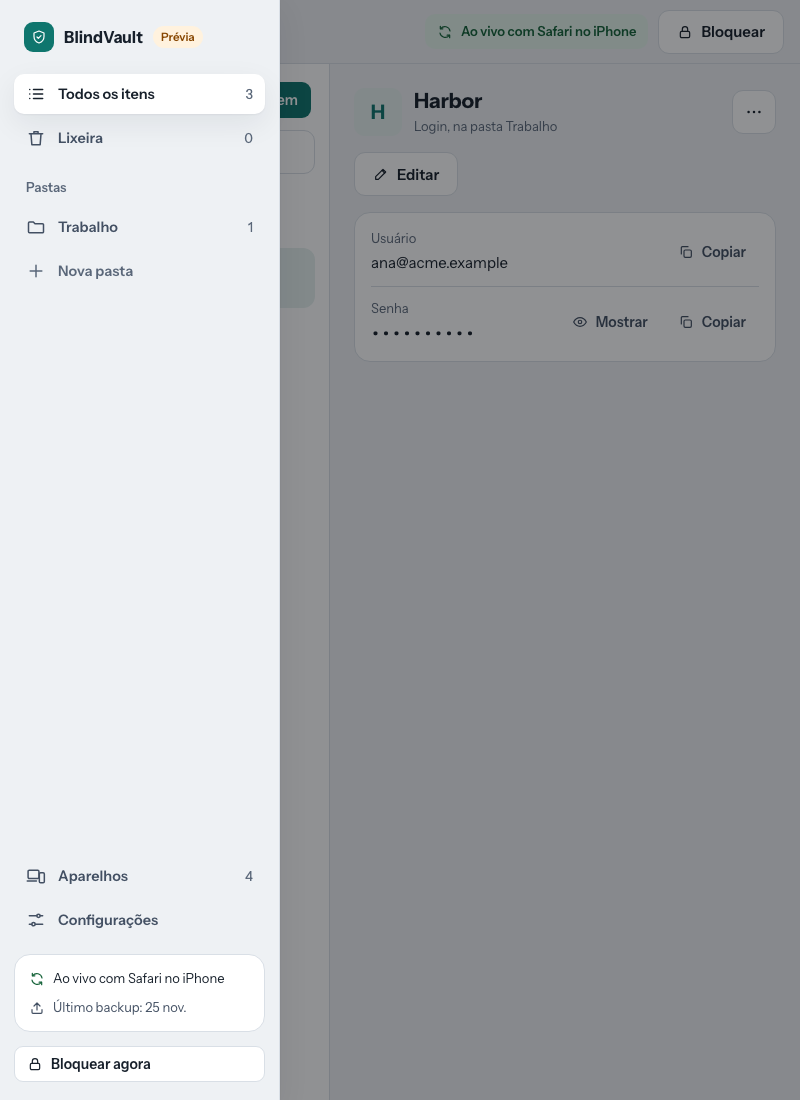 BlindVault Prévia
Todos os itens 3
Lixeira 0
Pastas
Trabalho 1
Nova pasta
Aparelhos 4
Configurações
Ao vivo com Safari no iPhone
Último backup: 25 nov.
Bloquear agora
Ao vivo com Safari no iPhone
Bloquear
H
Harbor
Login, na pasta Trabalho
Editar
Usuário
ana@acme.example
Copiar
Senha
••••••••••
Mostrar
Copiar